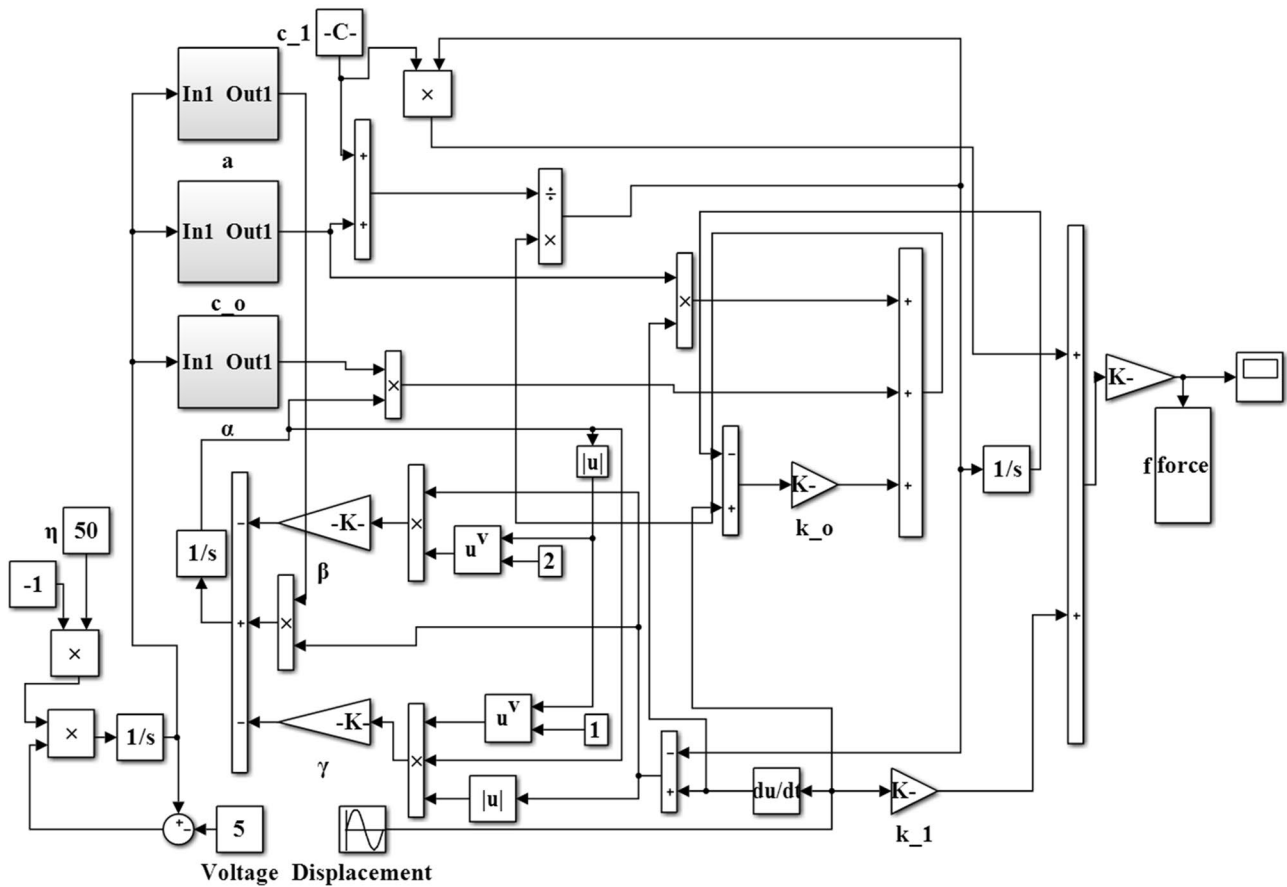 c_1
-C-
×
In1 Out1
a
+
+
In1 Out1
÷
×
c_o
×
+
+
+
In1 Out1
×
α
+
K-
|u|
-
+
K-
k_o
1/s
f force
η
50
-
-K-
×
u^v
2
1/s
β
-1
+
×
×
+
×
1/s
-
-K-
γ
×
u^v
1
|u|
-
+
du/dt
K-
k_1
+
-
5
Voltage
Displacement